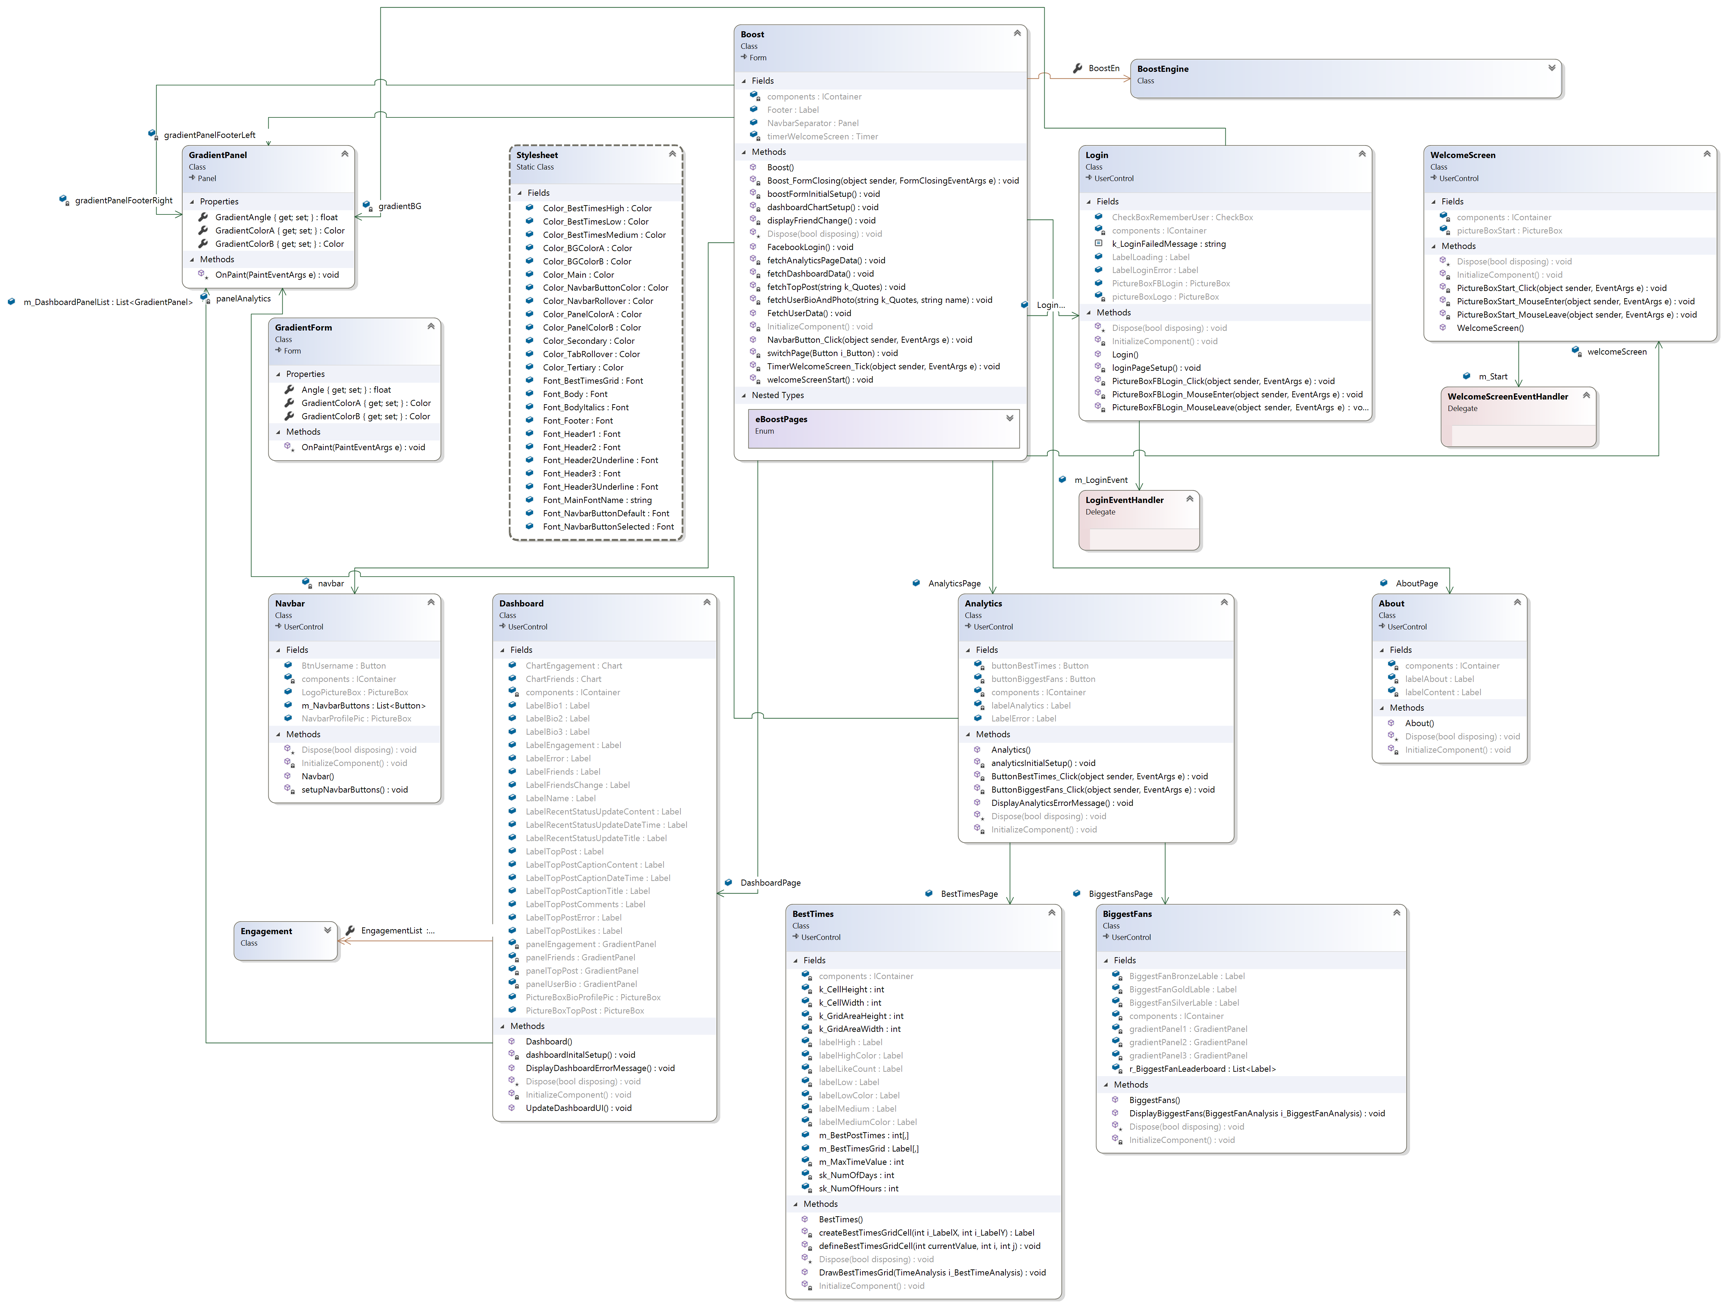 Boost
Class
Form
Fields
components : IContainer
Footer : Label
NavbarSeparator : Panel
timerWelcomeScreen : Timer
Methods
Boost()
Boost_FormClosing(object sender, FormClosingEventArgs e) : void
boostFormInitialSetup() : void
dashboardChartSetup() : void
displayFriendChange() : void
Dispose(bool disposing) : void
FacebookLogin() : void
fetchAnalyticsPageData() : void
fetchDashboardData() : void
fetchTopPost(string k_Quotes) : void
fetchUserBioAndPhoto(string k_Quotes, string name) : void
FetchUserData() : void
InitializeComponent() : void
NavbarButton_Click(object sender, EventArgs e) : void
switchPage(Button i_Button) : void
TimerWelcomeScreen_Tick(object sender, EventArgs e) : void
welcomeScreenStart() : void
Nested Types
eBoostPages
Enum
BoostEn
BoostEngine
Class
gradientPanelFooterLeft
gradientPanelFooterRight
gradientBG
GradientPanel
Class
Panel
Properties
GradientAngle { get; set; } : float
GradientColorA { get; set; } : Color
GradientColorB { get; set; } : Color
Methods
OnPaint(PaintEventArgs e) : void
m_DashboardPanelList : List<GradientPanel>
panelAnalytics
GradientForm
Class
Form
Properties
Angle { get; set; } : float
GradientColorA { get; set; } : Color
GradientColorB { get; set; } : Color
Methods
OnPaint(PaintEventArgs e) : void
Stylesheet
Static Class
Fields
Color_BestTimesHigh : Color
Color_BestTimesLow : Color
Color_BestTimesMedium : Color
Color_BGColorA : Color
Color_BGColorB : Color
Color_Main : Color
Color_NavbarButtonColor : Color
Color_NavbarRollover : Color
Color_PanelColorA : Color
Color_PanelColorB : Color
Color_Secondary : Color
Color_TabRollover : Color
Color_Tertiary : Color
Font_BestTimesGrid : Font
Font_Body : Font
Font_BodyItalics : Font
Font_Footer : Font
Font_Header1 : Font
Font_Header2 : Font
Font_Header2Underline : Font
Font_Header3 : Font
Font_Header3Underline : Font
Font_MainFontName : string
Font_NavbarButtonDefault : Font
Font_NavbarButtonSelected : Font
Login...
Login
Class
UserControl
Fields
CheckBoxRememberUser : CheckBox
components : IContainer
k_LoginFailedMessage : string
LabelLoading : Label
LabelLoginError : Label
PictureBoxFBLogin : PictureBox
pictureBoxLogo : PictureBox
Methods
Dispose(bool disposing) : void
InitializeComponent() : void
Login()
loginPageSetup() : void
PictureBoxFBLogin_Click(object sender, EventArgs e) : void
PictureBoxFBLogin_MouseEnter(object sender, EventArgs e) : void
PictureBoxFBLogin_MouseLeave(object sender, EventArgs e) : vo...
WelcomeScreen
Class
UserControl
Fields
components : IContainer
pictureBoxStart : PictureBox
Methods
Dispose(bool disposing) : void
InitializeComponent() : void
PictureBoxStart_Click(object sender, EventArgs e) : void
PictureBoxStart_MouseEnter(object sender, EventArgs e) : void
PictureBoxStart_MouseLeave(object sender, EventArgs e) : void
WelcomeScreen()
welcomeScreen
m_Start
WelcomeScreenEventHandler
Delegate
m_LoginEvent
LoginEventHandler
Delegate
navbar
Navbar
Class
UserControl
Fields
BtnUsername : Button
components : IContainer
LogoPictureBox : PictureBox
m_NavbarButtons : List<Button>
NavbarProfilePic : PictureBox
Methods
Dispose(bool disposing) : void
InitializeComponent() : void
Navbar()
setupNavbarButtons() : void
Dashboard
Class
UserControl
Fields
ChartEngagement : Chart
ChartFriends : Chart
components : IContainer
LabelBio1 : Label
LabelBio2 : Label
LabelBio3 : Label
LabelEngagement : Label
LabelError : Label
LabelFriends : Label
LabelFriendsChange : Label
LabelName : Label
LabelRecentStatusUpdateContent : Label
LabelRecentStatusUpdateDateTime : Label
LabelRecentStatusUpdateTitle : Label
LabelTopPost : Label
LabelTopPostCaptionContent : Label
LabelTopPostCaptionDateTime : Label
LabelTopPostCaptionTitle : Label
LabelTopPostComments : Label
LabelTopPostError : Label
LabelTopPostLikes : Label
panelEngagement : GradientPanel
panelFriends : GradientPanel
panelTopPost : GradientPanel
panelUserBio : GradientPanel
PictureBoxBioProfilePic : PictureBox
PictureBoxTopPost : PictureBox
Methods
Dashboard()
dashboardInitalSetup() : void
DisplayDashboardErrorMessage() : void
Dispose(bool disposing) : void
InitializeComponent() : void
UpdateDashboardUI() : void
DashboardPage
Engagement
Class
EngagementList :...
AnalyticsPage
Analytics
Class
UserControl
Fields
buttonBestTimes : Button
buttonBiggestFans : Button
components : IContainer
labelAnalytics : Label
LabelError : Label
Methods
Analytics()
analyticsInitialSetup() : void
ButtonBestTimes_Click(object sender, EventArgs e) : void
ButtonBiggestFans_Click(object sender, EventArgs e) : void
DisplayAnalyticsErrorMessage() : void
Dispose(bool disposing) : void
InitializeComponent() : void
AboutPage
About
Class
UserControl
Fields
components : IContainer
labelAbout : Label
labelContent : Label
Methods
About()
Dispose(bool disposing) : void
InitializeComponent() : void
BestTimesPage
BestTimes
Class
UserControl
Fields
components : IContainer
k_CellHeight : int
k_CellWidth : int
k_GridAreaHeight : int
k_GridAreaWidth : int
labelHigh : Label
labelHighColor : Label
labelLikeCount : Label
labelLow : Label
labelLowColor : Label
labelMedium : Label
labelMediumColor : Label
m_BestPostTimes : int[,]
m_BestTimesGrid : Label[,]
m_MaxTimeValue : int
sk_NumOfDays : int
sk_NumOfHours : int
Methods
BestTimes()
createBestTimesGridCell(int i_LabelX, int i_LabelY) : Label
defineBestTimesGridCell(int currentValue, int i, int j) : void
Dispose(bool disposing) : void
DrawBestTimesGrid(TimeAnalysis i_BestTimeAnalysis) : void
InitializeComponent() : void
BiggestFansPage
BiggestFans
Class
UserControl
Fields
BiggestFanBronzeLable : Label
BiggestFanGoldLable : Label
BiggestFanSilverLable : Label
components : IContainer
gradientPanel1 : GradientPanel
gradientPanel2 : GradientPanel
gradientPanel3 : GradientPanel
r_BiggestFanLeaderboard : List<Label>
Methods
BiggestFans()
DisplayBiggestFans(BiggestFanAnalysis i_BiggestFanAnalysis) : void
Dispose(bool disposing) : void
InitializeComponent() : void